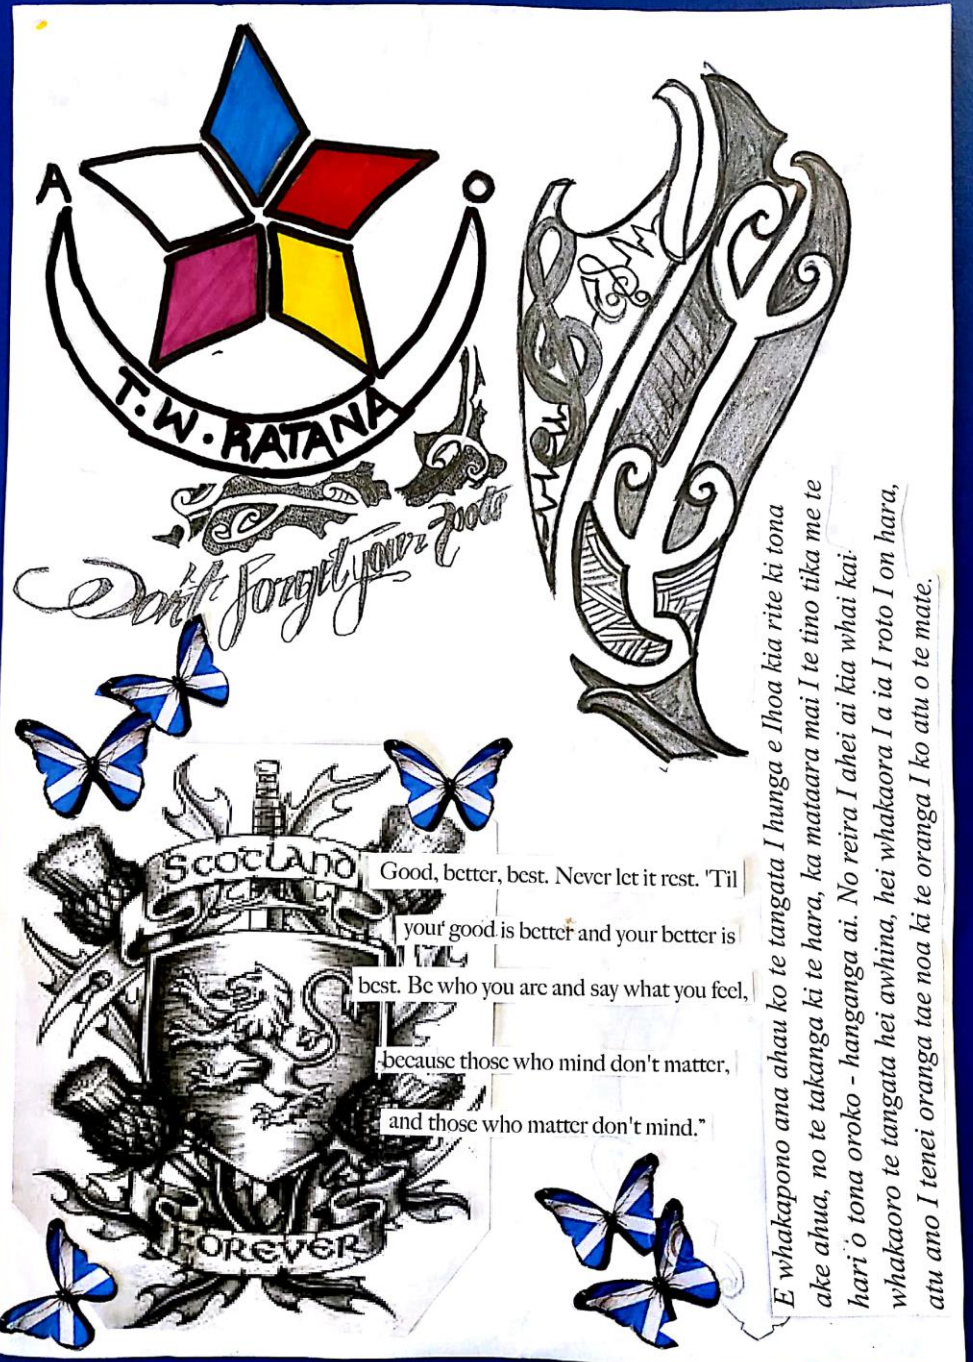 A
O
T.W. RATANA
Don't forget your roots
SCOTLAND
Good, better, best. Never let it rest. 'Til
your good is better and your better is
best. Be who you are and say what you feel,
because those who mind don't matter,
and those who matter don't mind."
FOREVER
E whakapono ana ahau ko te tangata I hunga e Ihoa kia rite ki tona
ake ahua, no te takanga ki te hara, ka mataara mai I te tino tika me te
hari o tona oroko - hanganga ai. No reira I ahei ai kia whai kai-
whakaoro te tangata hei awhina, hei whakaora I a ia I roto I on hara,
atu ano I tenei oranga tae noa ki te oranga I ko atu o te mate.